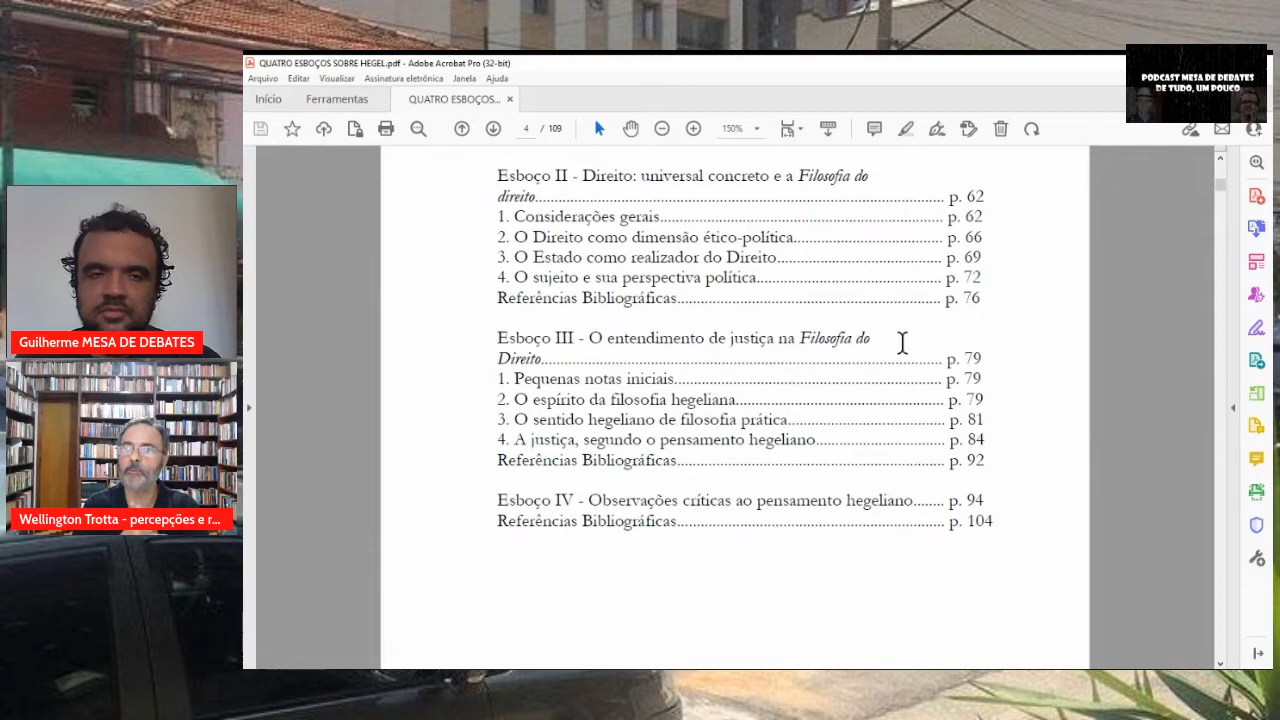 QUATRO ESBOÇOS SOBRE HEGEL.pdf - Adobe Acrobat Pro (32-bit)
Arquivo Editar Visualizar Assinatura eletrónica Janela Ajuda
Início Ferramentas QUATRO ESBOÇOS... ×
4 / 109 150%
PODCAST MESA DE DEBATES
DE TUDO, UM POUCO
Esboço II - Direito: universal concreto e a Filosofia do
direito.......... p. 62
1. Considerações gerais.......... p. 62
2. O Direito como dimensão ético-política.......... p. 66
3. O Estado como realizador do Direito.......... p. 69
4. O sujeito e sua perspectiva política.......... p. 72
Referências Bibliográficas.......... p. 76
Esboço III - O entendimento de justiça na Filosofia do
Direito.......... p. 79
1. Pequenas notas iniciais.......... p. 79
2. O espírito da filosofia hegeliana.......... p. 79
3. O sentido hegeliano de filosofia prática.......... p. 81
4. A justiça, segundo o pensamento hegeliano.......... p. 84
Referências Bibliográficas.......... p. 92
Esboço IV - Observações críticas ao pensamento hegeliano....... p. 94
Referências Bibliográficas.......... p. 104
Guilherme MESA DE DEBATES
Wellington Trotta - percepções e r...